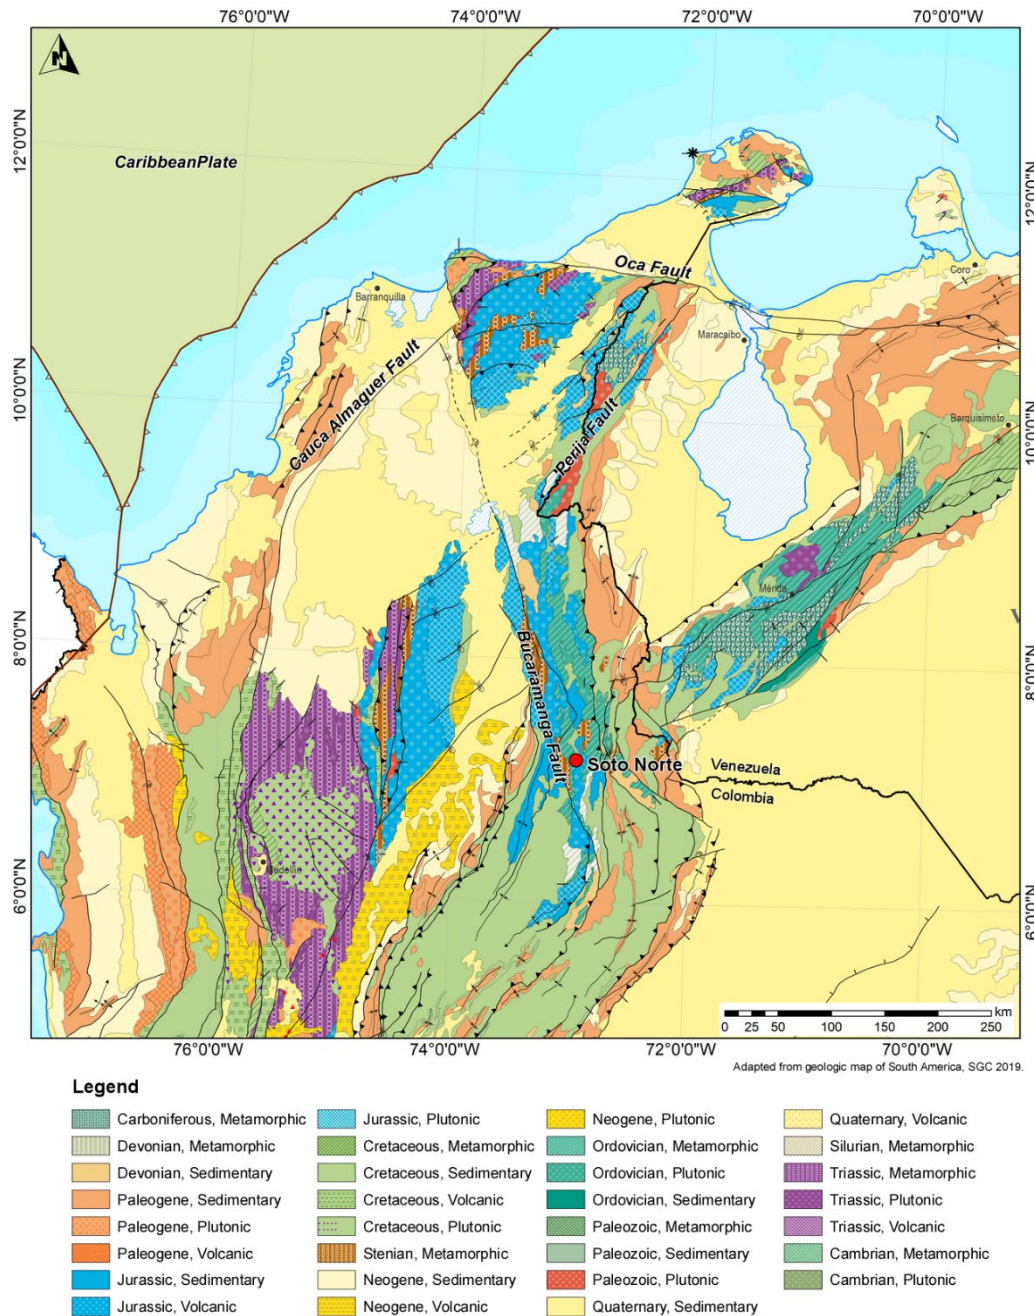 76°0'0"W 74°0'0"W 72°0'0"W 70°0'0"W
N
12°0'0"N
CaribbeanPlate
12°0'0"N
Oca Fault
Coro
Barranquilla
Maracaibo
Cauca Almaguer Fault
10°0'0"N
Perija Fault
Barquisimeto
10°0'0"N
Mérida
8°0'0"N
Bucaramanga Fault
8°0'0"N
Soto Norte
Venezuela
Colombia
Medellín
6°0'0"N
6°0'0"N
0 25 50 100 150 200 250 km
76°0'0"W 74°0'0"W 72°0'0"W 70°0'0"W
Adapted from geologic map of South America, SGC 2019.
Legend
Carboniferous, Metamorphic
Devonian, Metamorphic
Devonian, Sedimentary
Paleogene, Sedimentary
Paleogene, Plutonic
Paleogene, Volcanic
Jurassic, Sedimentary
Jurassic, Volcanic
Jurassic, Plutonic
Cretaceous, Metamorphic
Cretaceous, Sedimentary
Cretaceous, Volcanic
Cretaceous, Plutonic
Stenian, Metamorphic
Neogene, Sedimentary
Neogene, Volcanic
Neogene, Plutonic
Ordovician, Metamorphic
Ordovician, Plutonic
Ordovician, Sedimentary
Paleozoic, Metamorphic
Paleozoic, Sedimentary
Paleozoic, Plutonic
Quaternary, Sedimentary
Quaternary, Volcanic
Silurian, Metamorphic
Triassic, Metamorphic
Triassic, Plutonic
Triassic, Volcanic
Cambrian, Metamorphic
Cambrian, Plutonic